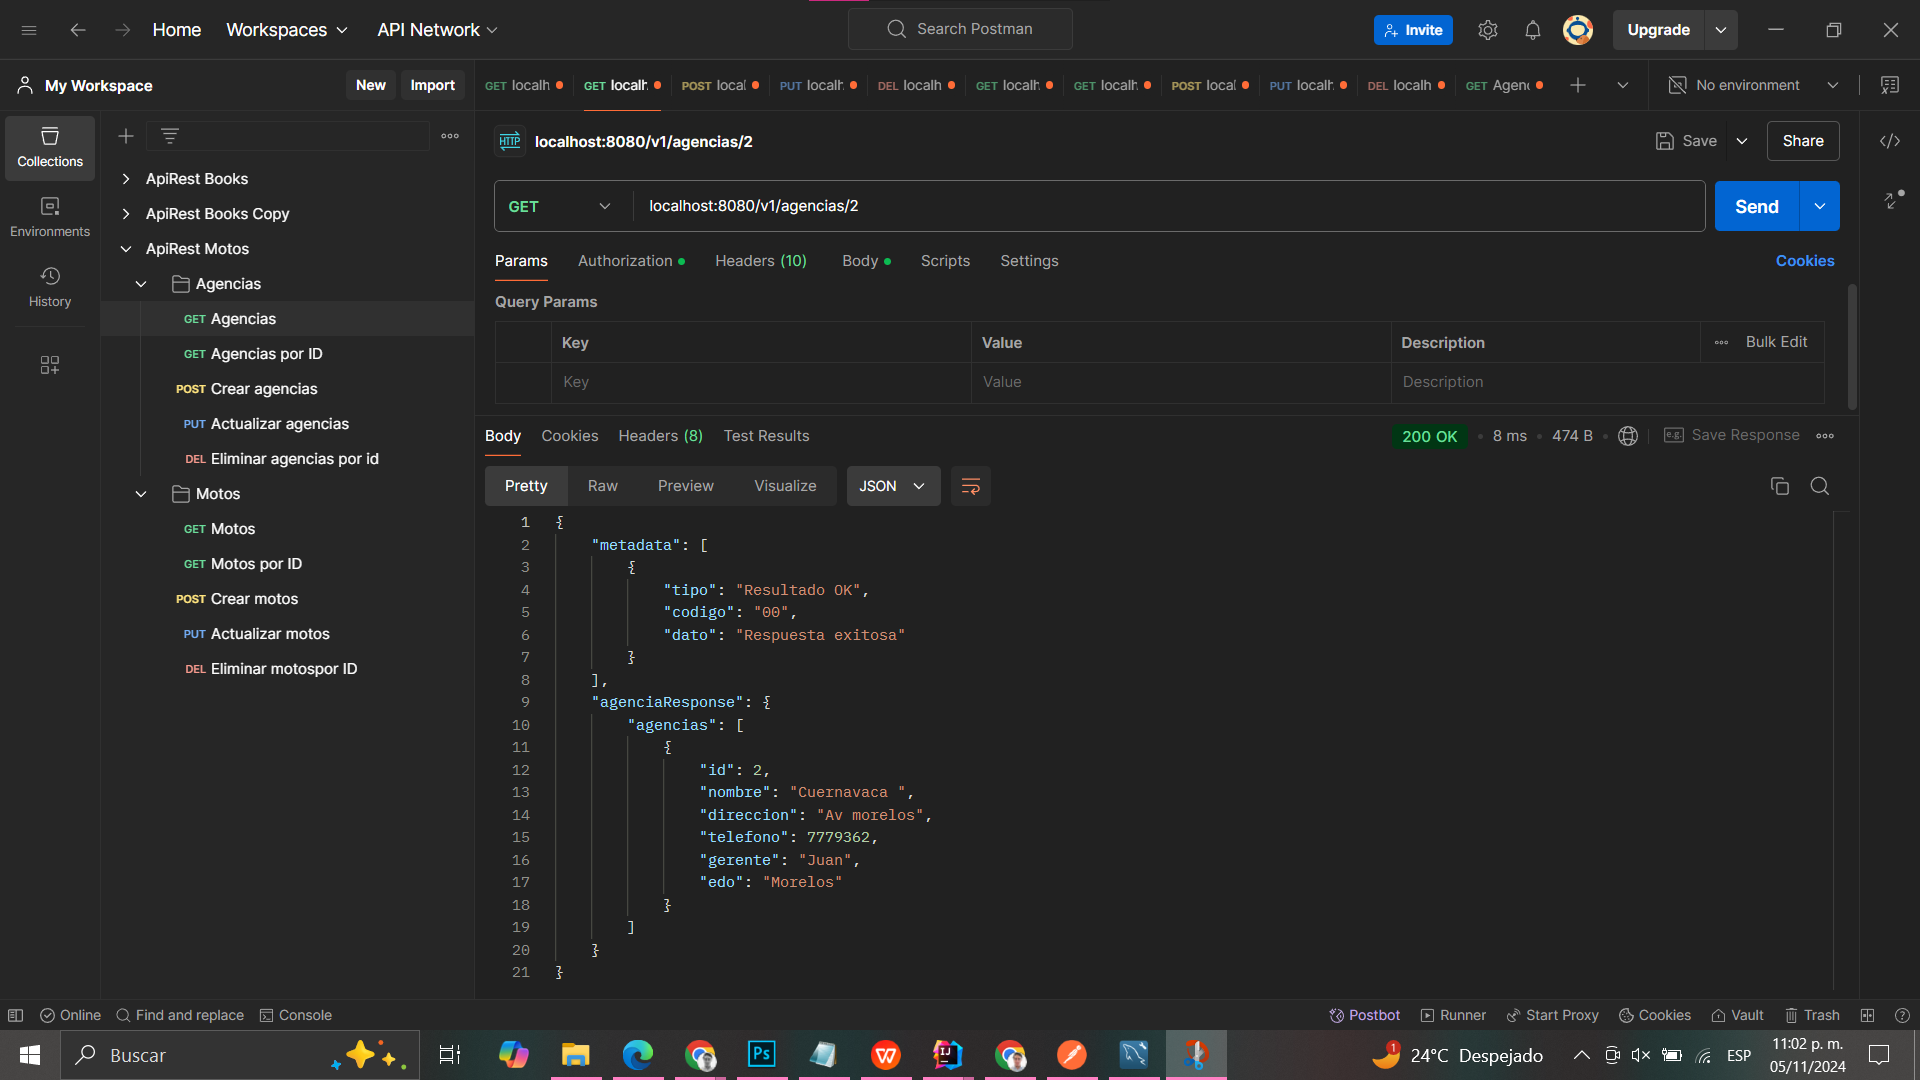 Home
Workspaces
API Network
Search Postman
Invite
Upgrade
My Workspace
New
Import
GET localh
GET localh
POST local
PUT localh
DEL localh
GET localh
GET localh
POST local
PUT localh
DEL localh
GET Agenc
No environment
Collections
Environments
History
ApiRest Books
ApiRest Books Copy
ApiRest Motos
Agencias
GET Agencias
GET Agencias por ID
POST Crear agencias
PUT Actualizar agencias
DEL Eliminar agencias por id
Motos
GET Motos
GET Motos por ID
POST Crear motos
PUT Actualizar motos
DEL Eliminar motospor ID
HTTP localhost:8080/v1/agencias/2
Save
Share
GET localhost:8080/v1/agencias/2
Send
Params Authorization Headers (10) Body Scripts Settings
Cookies
Query Params
Key Value Description Bulk Edit
Key Value Description
Body Cookies Headers (8) Test Results
200 OK 8 ms 474 B e.g. Save Response
Pretty Raw Preview Visualize JSON
1 {
2 "metadata": [
3 {
4 "tipo": "Resultado OK",
5 "codigo": "00",
6 "dato": "Respuesta exitosa"
7 }
8 ],
9 "agenciaResponse": {
10 "agencias": [
11 {
12 "id": 2,
13 "nombre": "Cuernavaca ",
14 "direccion": "Av morelos",
15 "telefono": 7779362,
16 "gerente": "Juan",
17 "edo": "Morelos"
18 }
19 ]
20 }
21 }
Online
Find and replace
Console
Postbot
Runner
Start Proxy
Cookies
Vault
Trash
Buscar
Ps
W
IJ
1
24°C Despejado
ESP
11:02 p. m.
05/11/2024